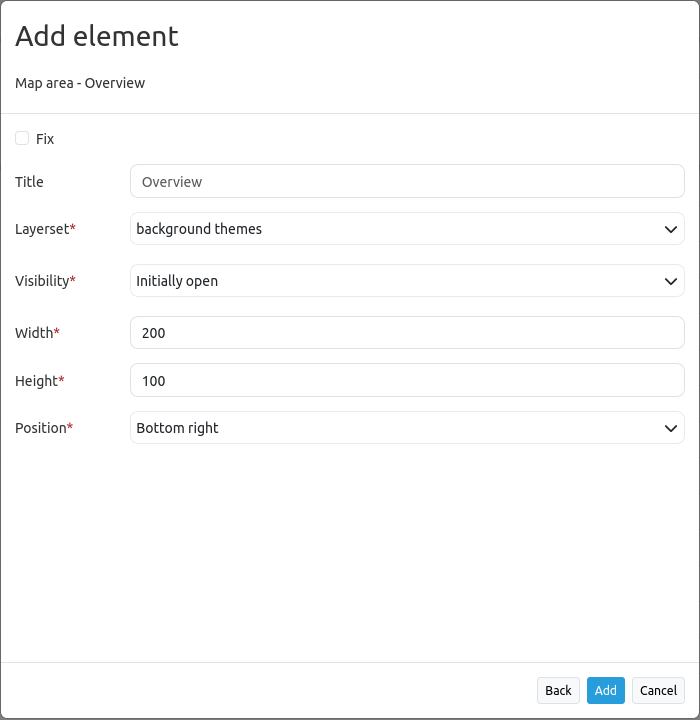 Add element
Map area - Overview
Fix
Title
Overview
Layerset*
background themes
Visibility*
Initially open
Width*
200
Height*
100
Position*
Bottom right
Back
Add
Cancel